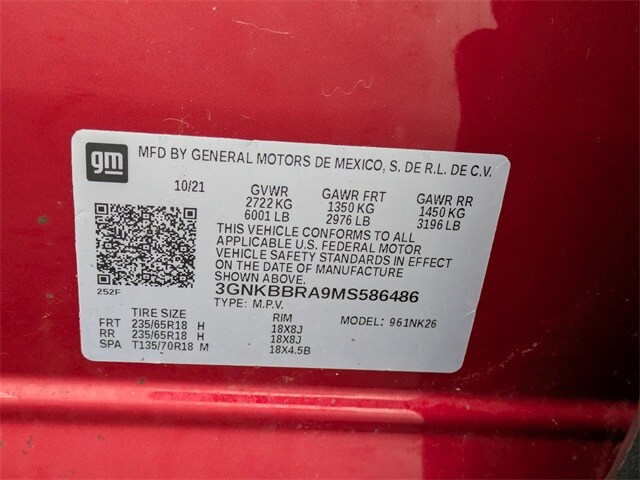 gm MFD BY GENERAL MOTORS DE MEXICO, S. DE R.L. DE C.V.
10/21 GVWR GAWR FRT GAWR RR
2722 KG 1350 KG 1450 KG
6001 LB 2976 LB 3196 LB
THIS VEHICLE CONFORMS TO ALL
APPLICABLE U.S. FEDERAL MOTOR
VEHICLE SAFETY STANDARDS IN EFFECT
ON THE DATE OF MANUFACTURE
SHOWN ABOVE.
252F 3GNKBBRA9MS586486
TYPE: M.P.V.
TIRE SIZE RIM MODEL: 961NK26
FRT 235/65R18 H 18X8J
RR 235/65R18 H 18X8J
SPA T135/70R18 M 18X4.5B